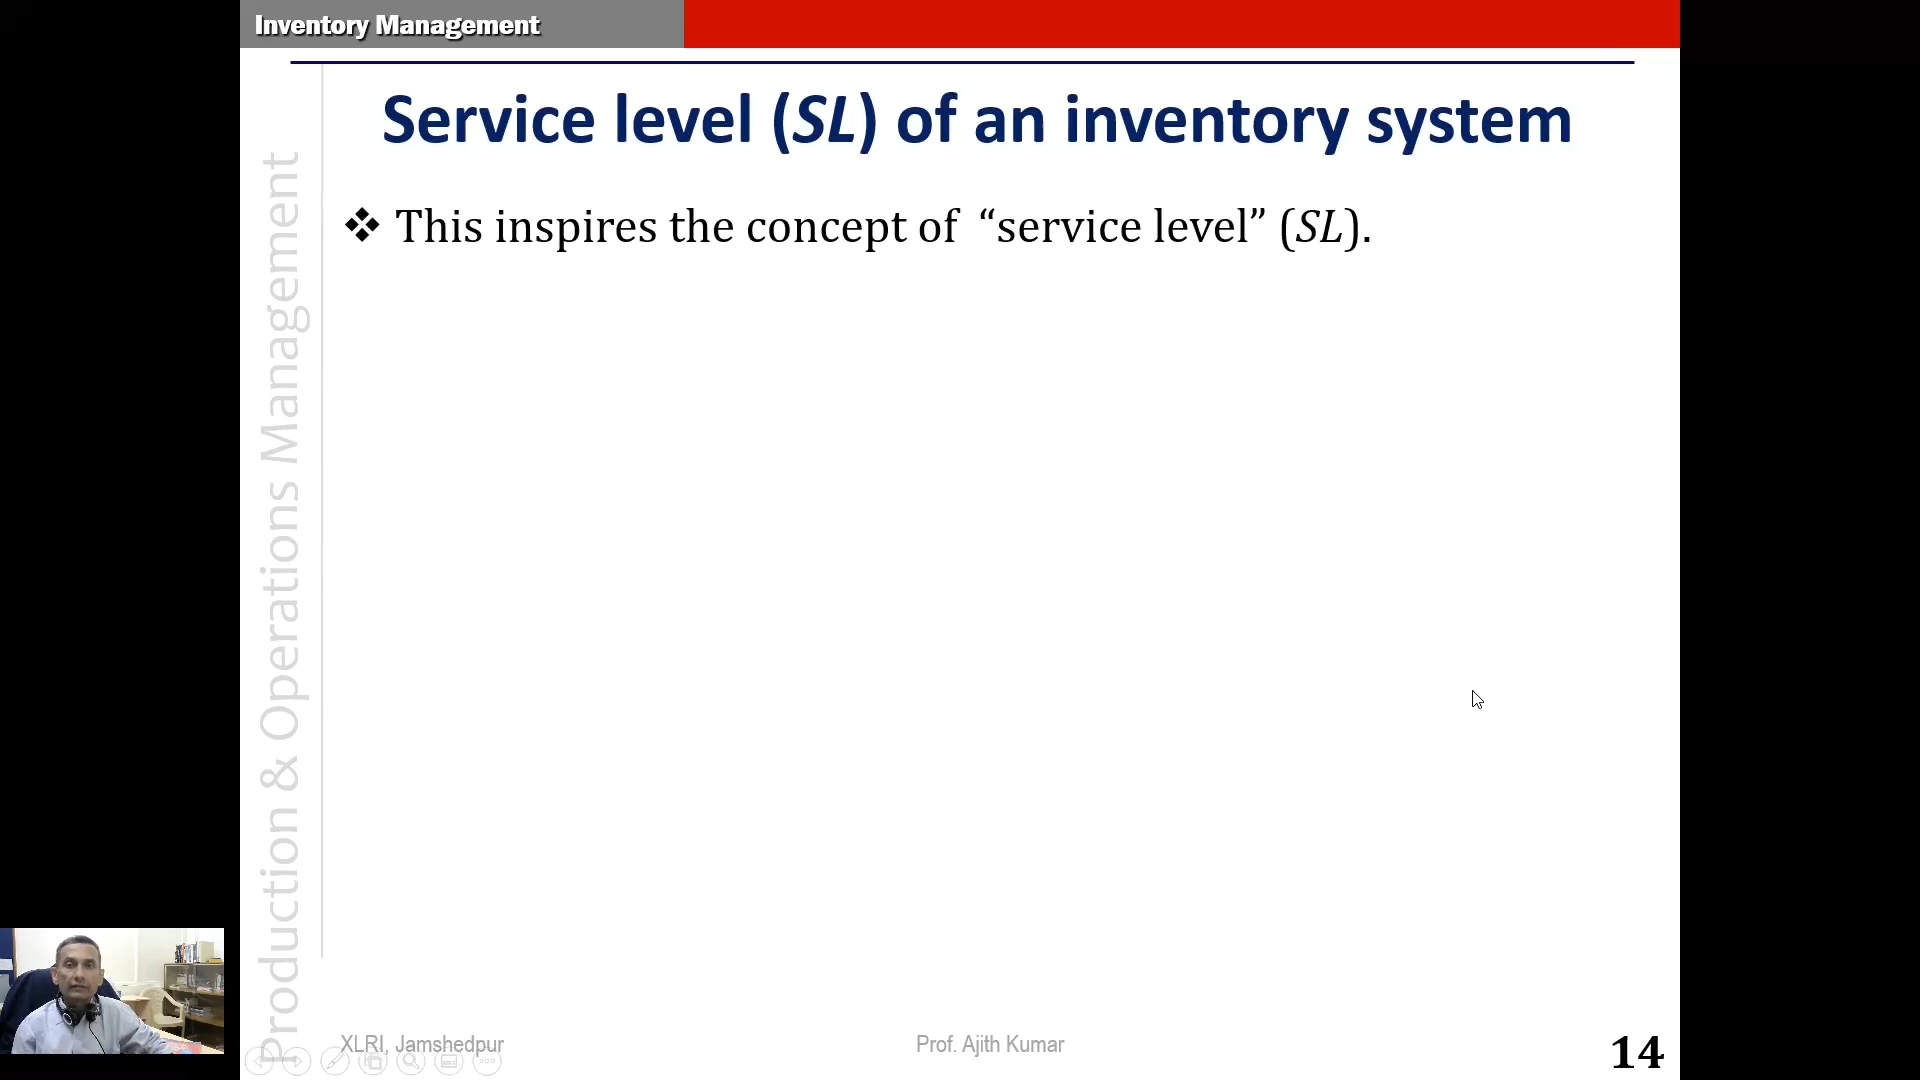 Inventory Management
Service level (SL) of an inventory system
❖ This inspires the concept of “service level” (SL).
Production & Operations Management
XLRI, Jamshedpur
Prof. Ajith Kumar
14